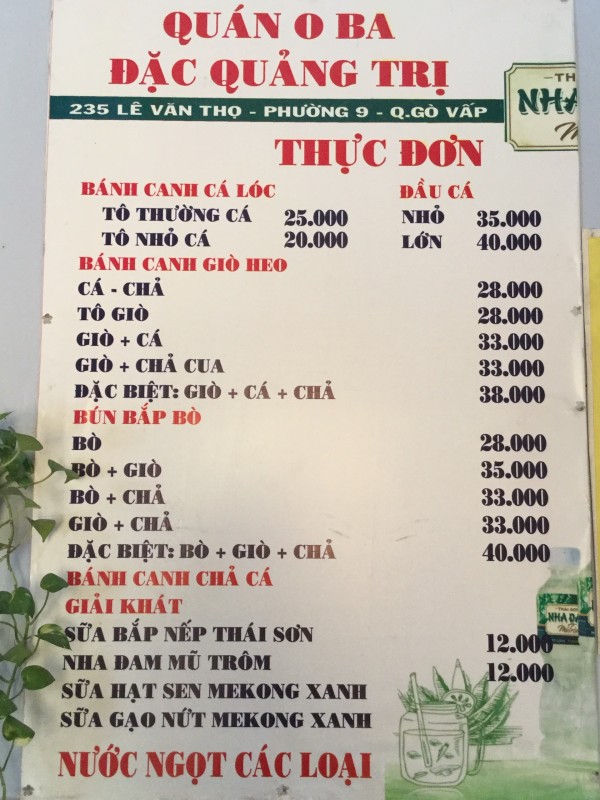 QUÁN O BA
ĐẶC QUẢNG TRỊ
235 LÊ VĂN THỌ - PHƯỜNG 9 - Q.GÒ VẤP
THỰC ĐƠN
BÁNH CANH CÁ LÓC
TÔ THƯỜNG CÁ 25.000
TÔ NHỎ CÁ 20.000
ĐẦU CÁ
NHỎ 35.000
LỚN 40.000
BÁNH CANH GIÒ HEO
CÁ - CHẢ 28.000
TÔ GIÒ 28.000
GIÒ + CÁ 33.000
GIÒ + CHẢ CUA 33.000
ĐẶC BIỆT: GIÒ + CÁ + CHẢ 38.000
BÚN BẮP BÒ
BÒ 28.000
BÒ + GIÒ 35.000
BÒ + CHẢ 33.000
GIÒ + CHẢ 33.000
ĐẶC BIỆT: BÒ + GIÒ + CHẢ 40.000
BÁNH CANH CHẢ CÁ
GIẢI KHÁT
SỮA BẮP NẾP THÁI SƠN 12.000
NHA ĐAM MŨ TRÔM 12.000
SỮA HẠT SEN MEKONG XANH
SỮA GẠO NỨT MEKONG XANH
NƯỚC NGỌT CÁC LOẠI